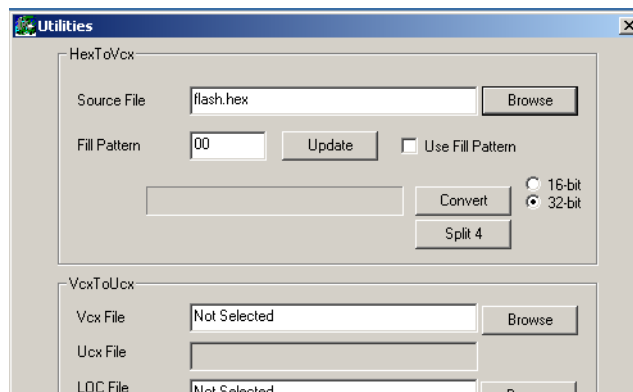 Utilities
HexToVcx
Source File flash.hex Browse
Fill Pattern 00 Update Use Fill Pattern
16-bit
Convert 32-bit
Split 4
VcxToUcx
Vcx File Not Selected Browse
Ucx File
LOC File Not Selected